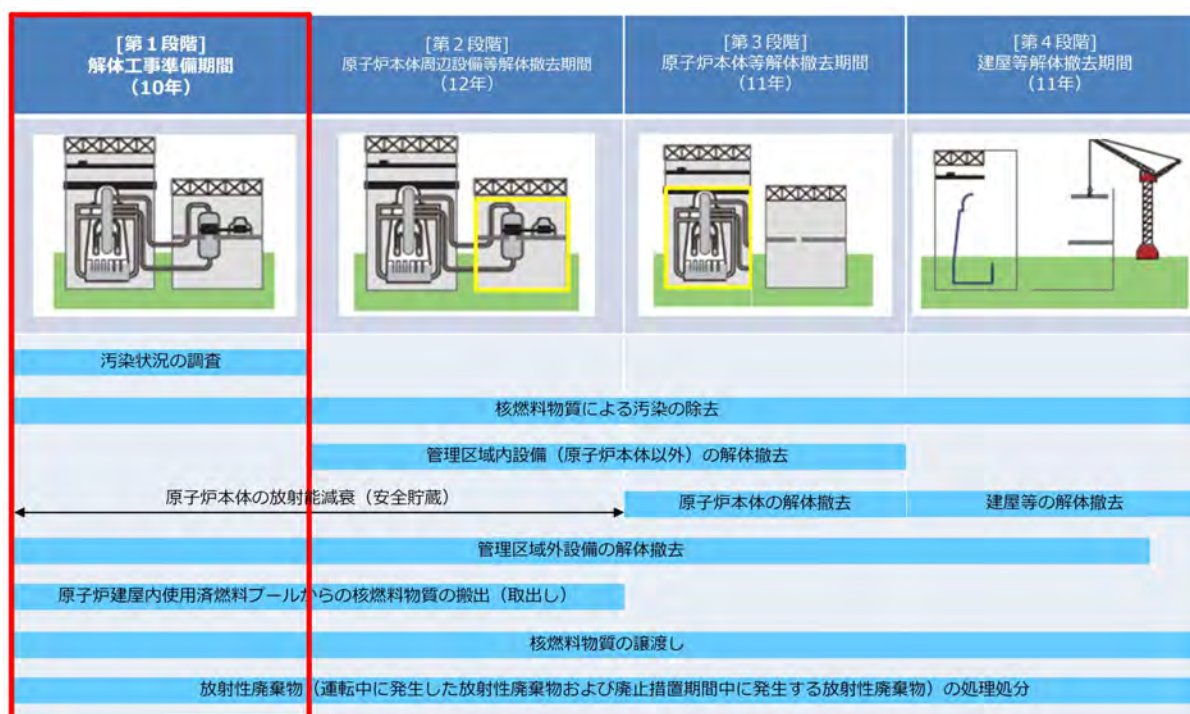 [第１段階]
解体工事準備期間
（10年）
[第２段階]
原子炉本体周辺設備等解体撤去期間
（12年）
[第３段階]
原子炉本体等解体撤去期間
（11年）
[第４段階]
建屋等解体撤去期間
（11年）
汚染状況の調査
核燃料物質による汚染の除去
管理区域内設備（原子炉本体以外）の解体撤去
原子炉本体の放射能減衰（安全貯蔵）
原子炉本体の解体撤去
建屋等の解体撤去
管理区域外設備の解体撤去
原子炉建屋内使用済燃料プールからの核燃料物質の搬出（取出し）
核燃料物質の譲渡し
放射性廃棄物（運転中に発生した放射性廃棄物および廃止措置期間中に発生する放射性廃棄物）の処理処分